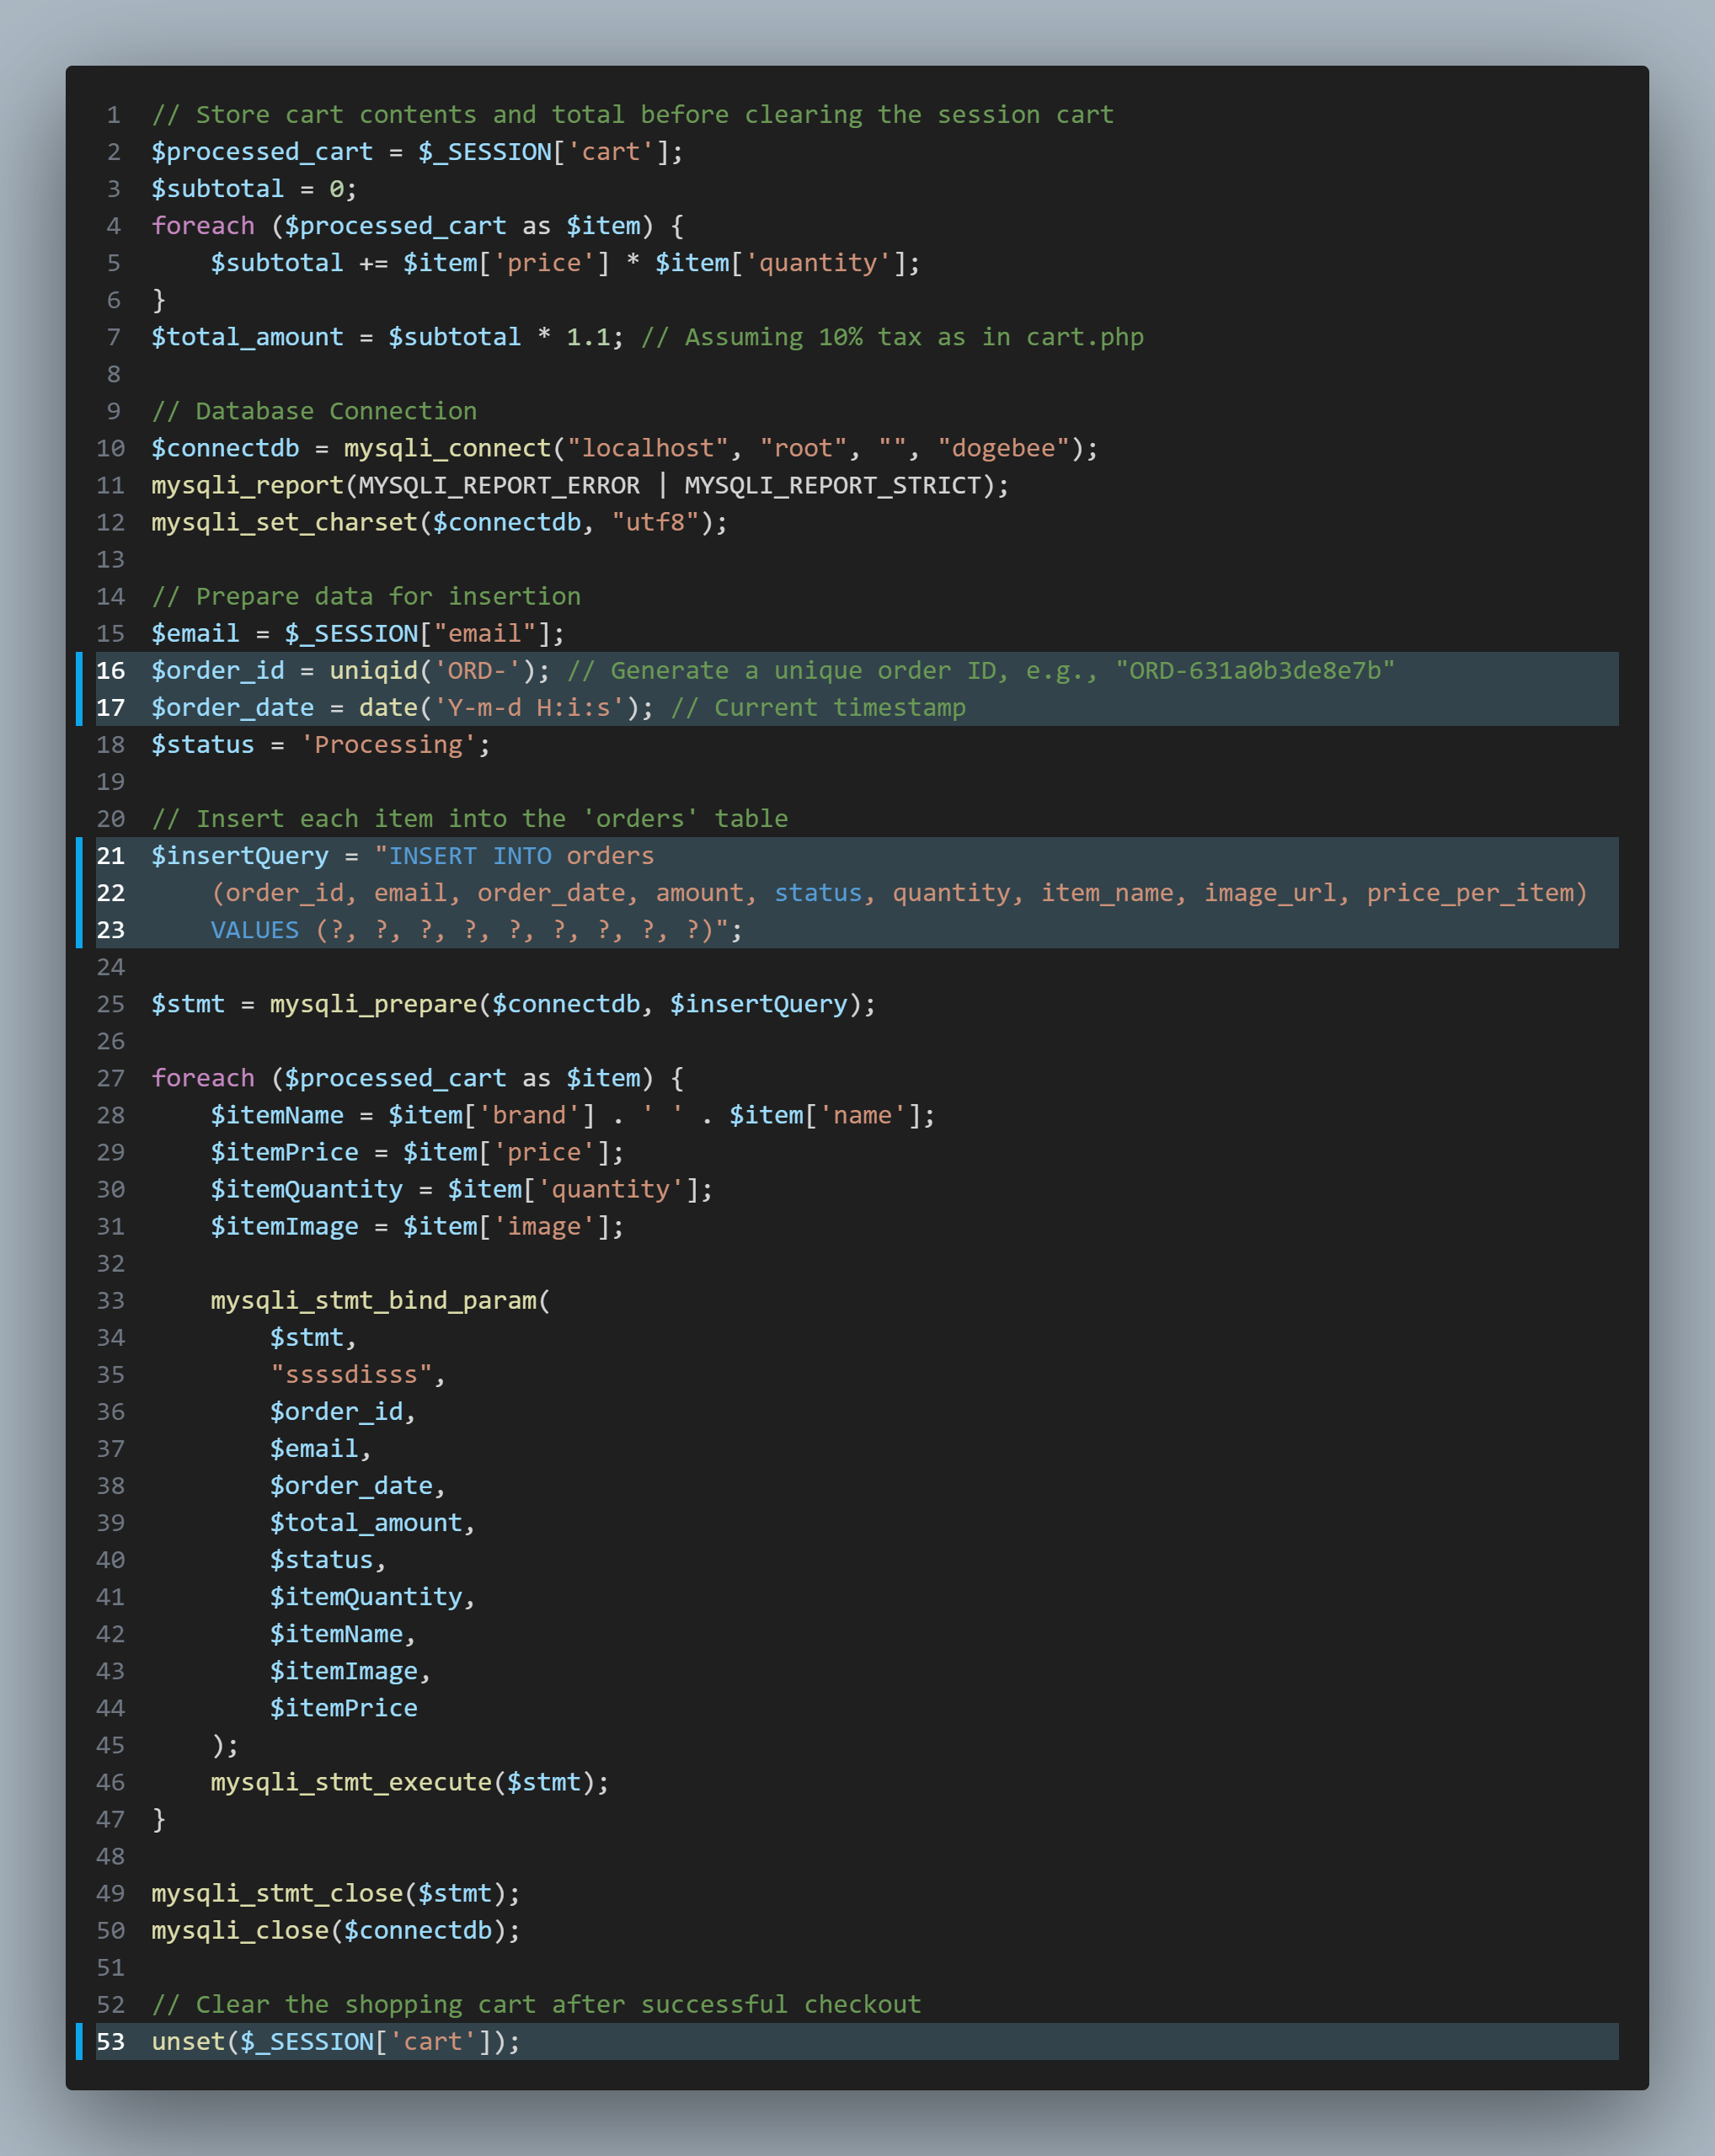 1 // Store cart contents and total before clearing the session cart
2 $processed_cart = $_SESSION['cart'];
3 $subtotal = 0;
4 foreach ($processed_cart as $item) {
5     $subtotal += $item['price'] * $item['quantity'];
6 }
7 $total_amount = $subtotal * 1.1; // Assuming 10% tax as in cart.php
8
9 // Database Connection
10 $connectdb = mysqli_connect("localhost", "root", "", "dogebee");
11 mysqli_report(MYSQLI_REPORT_ERROR | MYSQLI_REPORT_STRICT);
12 mysqli_set_charset($connectdb, "utf8");
13
14 // Prepare data for insertion
15 $email = $_SESSION["email"];
16 $order_id = uniqid('ORD-'); // Generate a unique order ID, e.g., "ORD-631a0b3de8e7b"
17 $order_date = date('Y-m-d H:i:s'); // Current timestamp
18 $status = 'Processing';
19
20 // Insert each item into the 'orders' table
21 $insertQuery = "INSERT INTO orders
22     (order_id, email, order_date, amount, status, quantity, item_name, image_url, price_per_item)
23     VALUES (?, ?, ?, ?, ?, ?, ?, ?, ?)";
24
25 $stmt = mysqli_prepare($connectdb, $insertQuery);
26
27 foreach ($processed_cart as $item) {
28     $itemName = $item['brand'] . ' ' . $item['name'];
29     $itemPrice = $item['price'];
30     $itemQuantity = $item['quantity'];
31     $itemImage = $item['image'];
32
33     mysqli_stmt_bind_param(
34         $stmt,
35         "ssssdisss",
36         $order_id,
37         $email,
38         $order_date,
39         $total_amount,
40         $status,
41         $itemQuantity,
42         $itemName,
43         $itemImage,
44         $itemPrice
45     );
46     mysqli_stmt_execute($stmt);
47 }
48
49 mysqli_stmt_close($stmt);
50 mysqli_close($connectdb);
51
52 // Clear the shopping cart after successful checkout
53 unset($_SESSION['cart']);